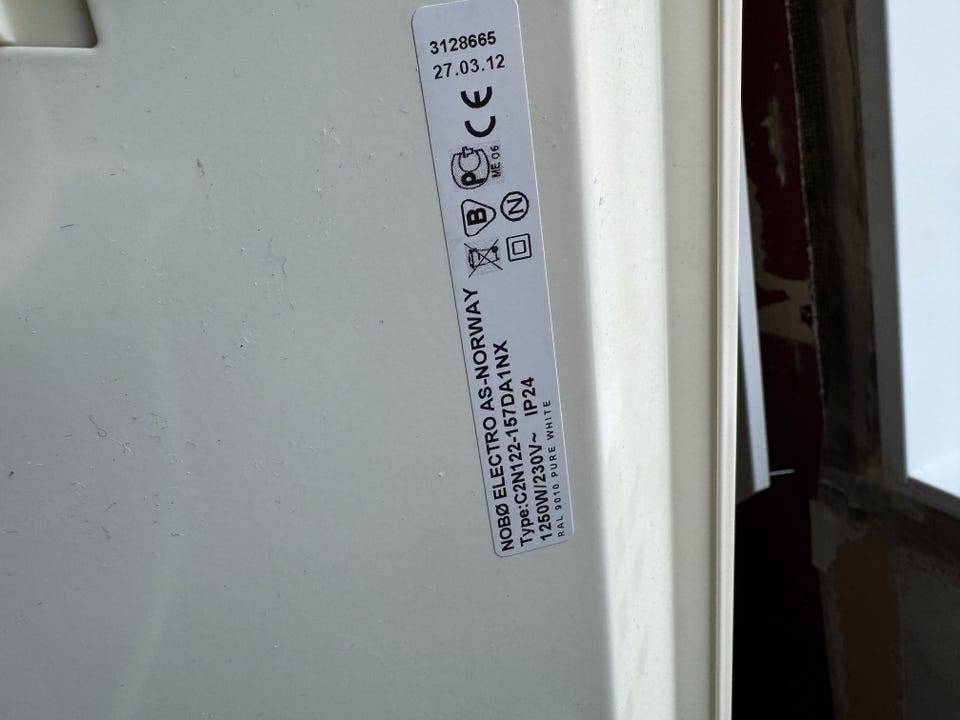 3128665
27.03.12
CE
PC
ME 06
B
N
NOBØ ELECTRO AS-NORWAY
Type:C2N122-157DA1NX
1250W/230V~ IP24
RAL 9010 PURE WHITE